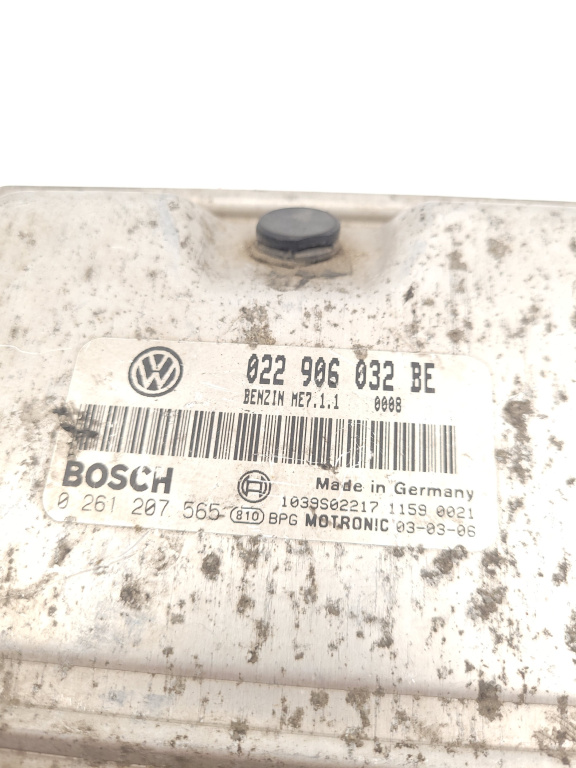 VW
022 906 032 BE
BENZIN ME7.1.1 0008
BOSCH
Made in Germany
1039S02217 1159 0021
0 261 207 565 810 BPG MOTRONIC 03-03-06